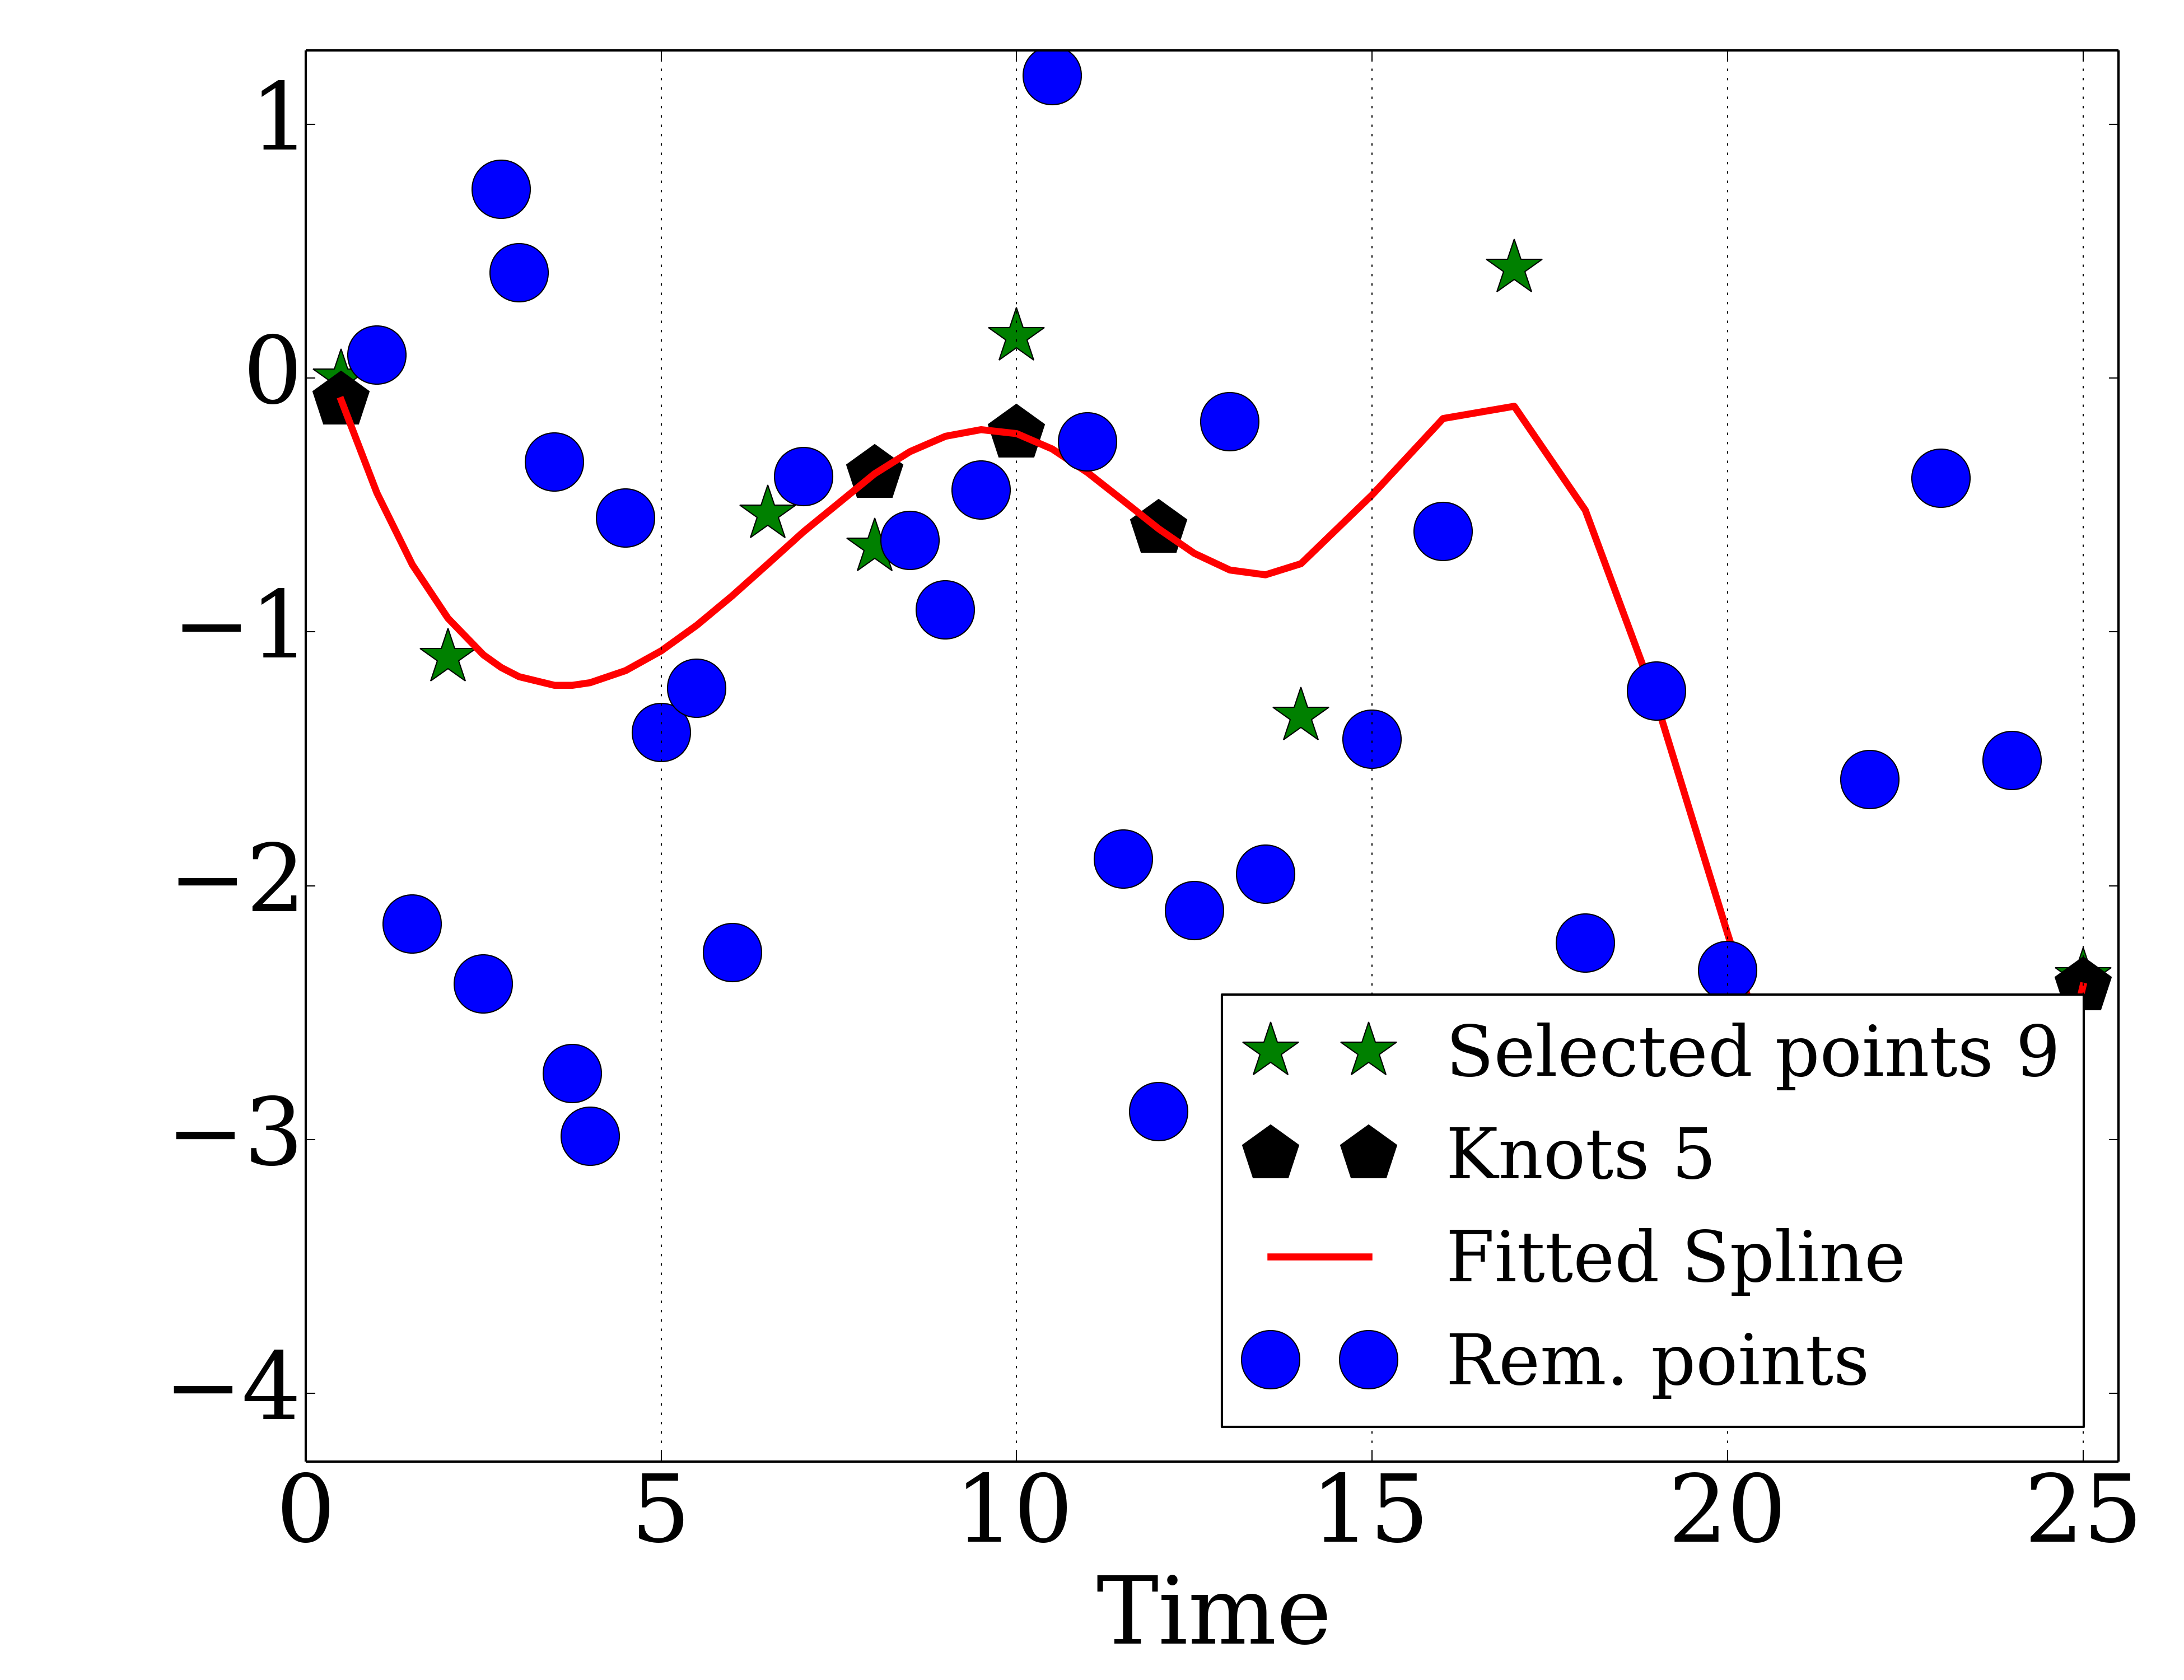 1
0
−1
−2
−3
−4
Selected points 9
Knots 5
Fitted Spline
Rem. points
0 5 10 15 20 25
Time